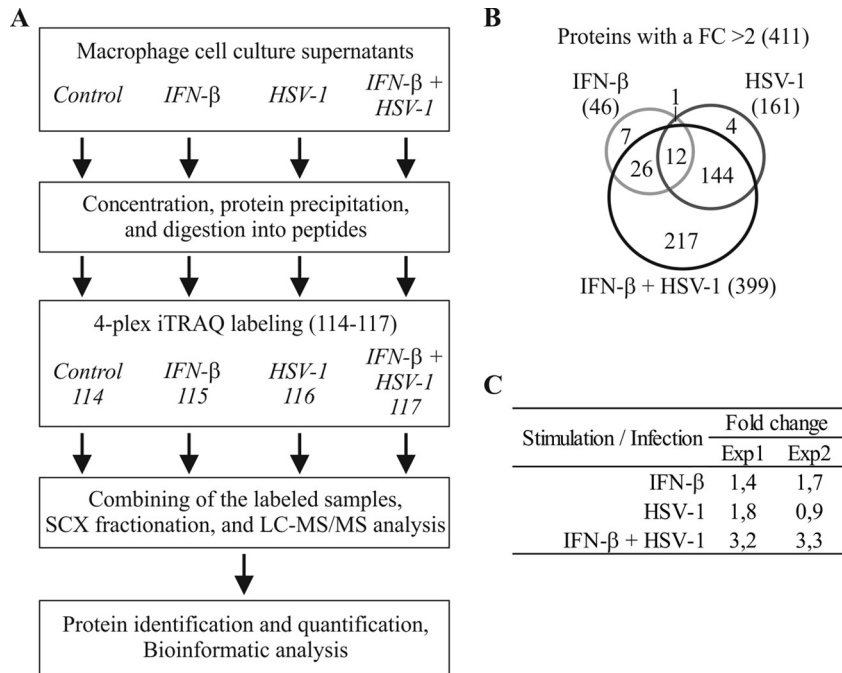 A
Macrophage cell culture supernatants
Control IFN-β HSV-1 IFN-β +
HSV-1
Concentration, protein precipitation,
and digestion into peptides
4-plex iTRAQ labeling (114-117)
Control IFN-β HSV-1 IFN-β +
HSV-1
114 115 116 117
Combining of the labeled samples,
SCX fractionation, and LC-MS/MS analysis
Protein identification and quantification,
Bioinformatic analysis
B
Proteins with a FC >2 (411)
IFN-β
(46)
1
HSV-1
(161)
7
4
26
12
144
217
IFN-β + HSV-1 (399)
C
Stimulation / Infection Fold change
Exp1 Exp2
IFN-β 1,4 1,7
HSV-1 1,8 0,9
IFN-β + HSV-1 3,2 3,3